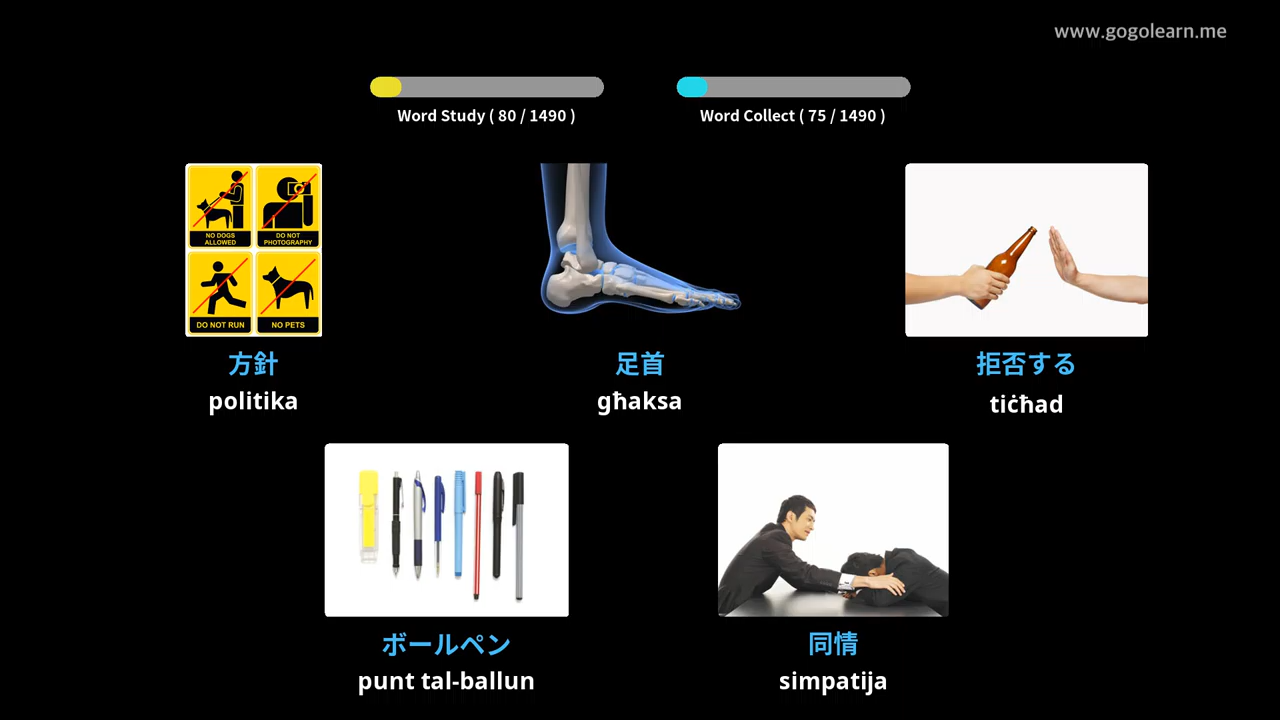 www.gogolearn.me
Word Study ( 80 / 1490 )
Word Collect ( 75 / 1490 )
NO DOGS
ALLOWED
DO NOT
PHOTOGRAPHY
DO NOT RUN
NO PETS
方針
politika
足首
għaksa
拒否する
tiċħad
ボールペン
punt tal-ballun
同情
simpatija